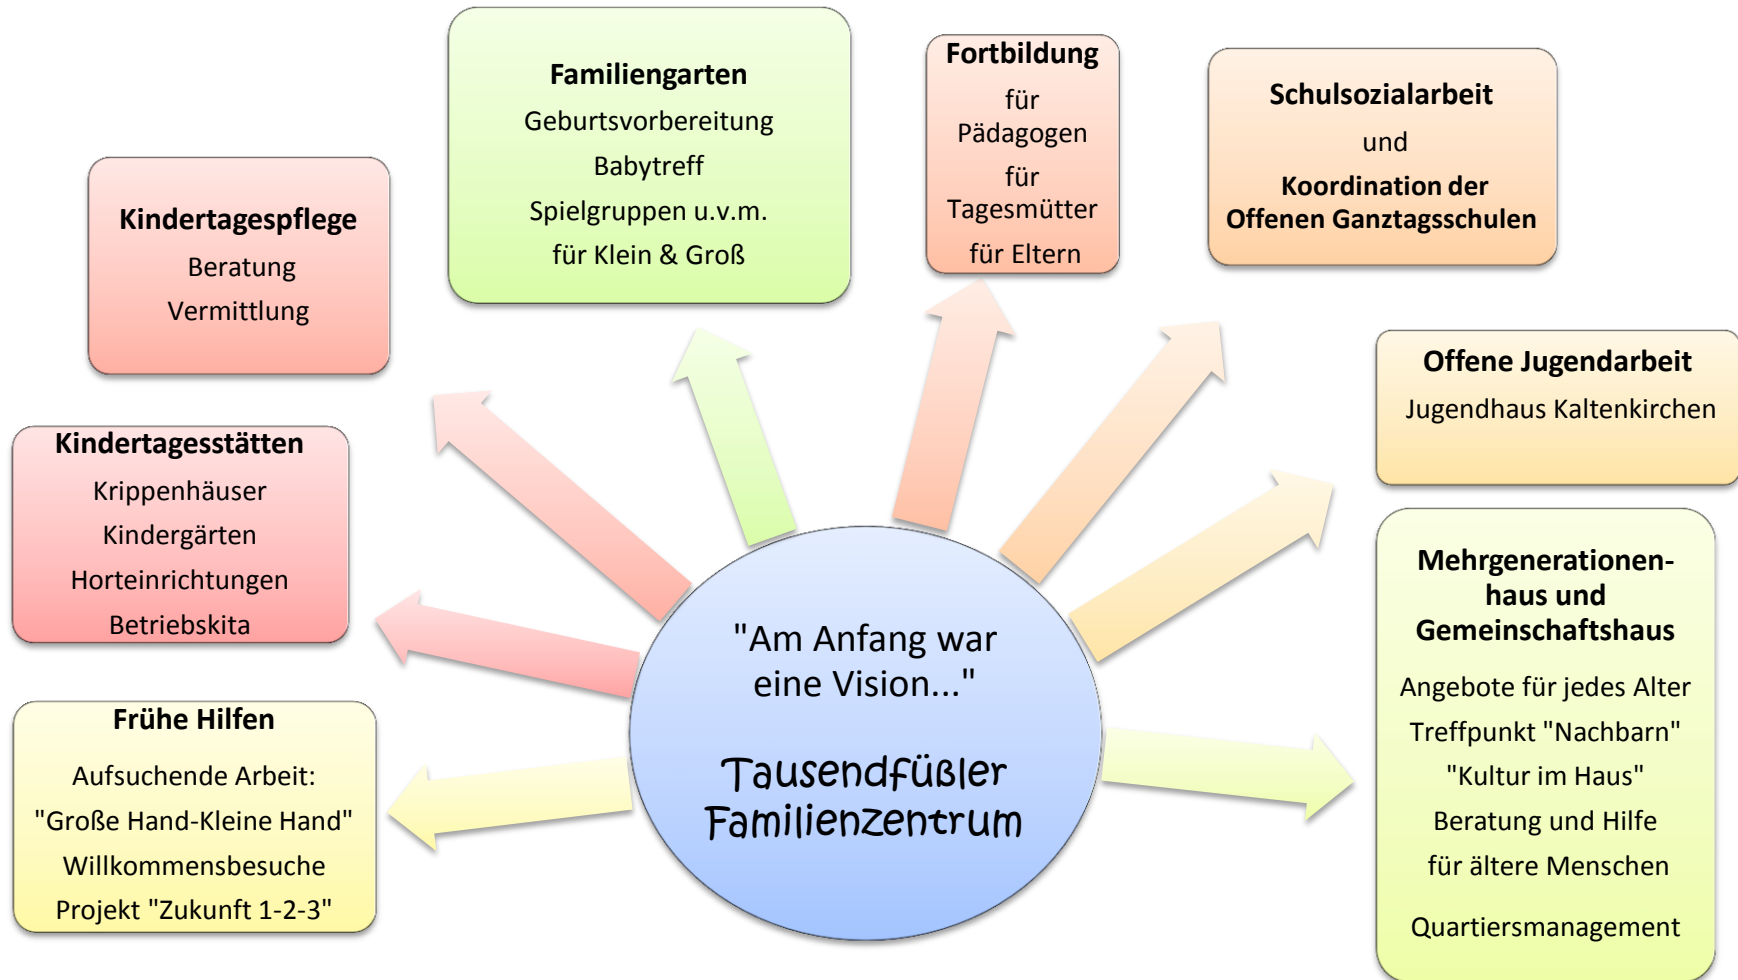 Familiengarten
Geburtsvorbereitung
Babytreff
Spielgruppen u.v.m.
für Klein & Groß
Fortbildung
für
Pädagogen
für
Tagesmütter
für Eltern
Schulsozialarbeit
und
Koordination der
Offenen Ganztagsschulen
Kindertagespflege
Beratung
Vermittlung
Offene Jugendarbeit
Jugendhaus Kaltenkirchen
Kindertagesstätten
Krippenhäuser
Kindergärten
Horteinrichtungen
Betriebskita
Mehrgenerationen-
haus und
Gemeinschaftshaus
Angebote für jedes Alter
Treffpunkt "Nachbarn"
"Kultur im Haus"
Beratung und Hilfe
für ältere Menschen
Quartiersmanagement
"Am Anfang war
eine Vision..."
Tausendfüßler
Familienzentrum
Frühe Hilfen
Aufsuchende Arbeit:
"Große Hand-Kleine Hand"
Willkommensbesuche
Projekt "Zukunft 1-2-3"